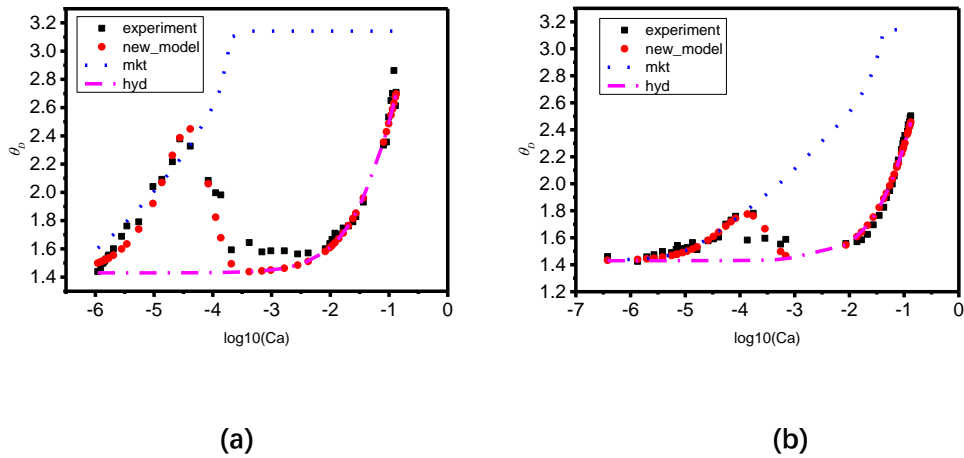 3.2
3.0
2.8
2.6
2.4
2.2
2.0
1.8
1.6
1.4
θD
-6 -5 -4 -3 -2 -1 0
log10(Ca)
experiment
new_model
mkt
hyd
(a)
3.2
3.0
2.8
2.6
2.4
2.2
2.0
1.8
1.6
1.4
1.2
θD
-7 -6 -5 -4 -3 -2 -1 0
log10(Ca)
experiment
new_model
mkt
hyd
(b)